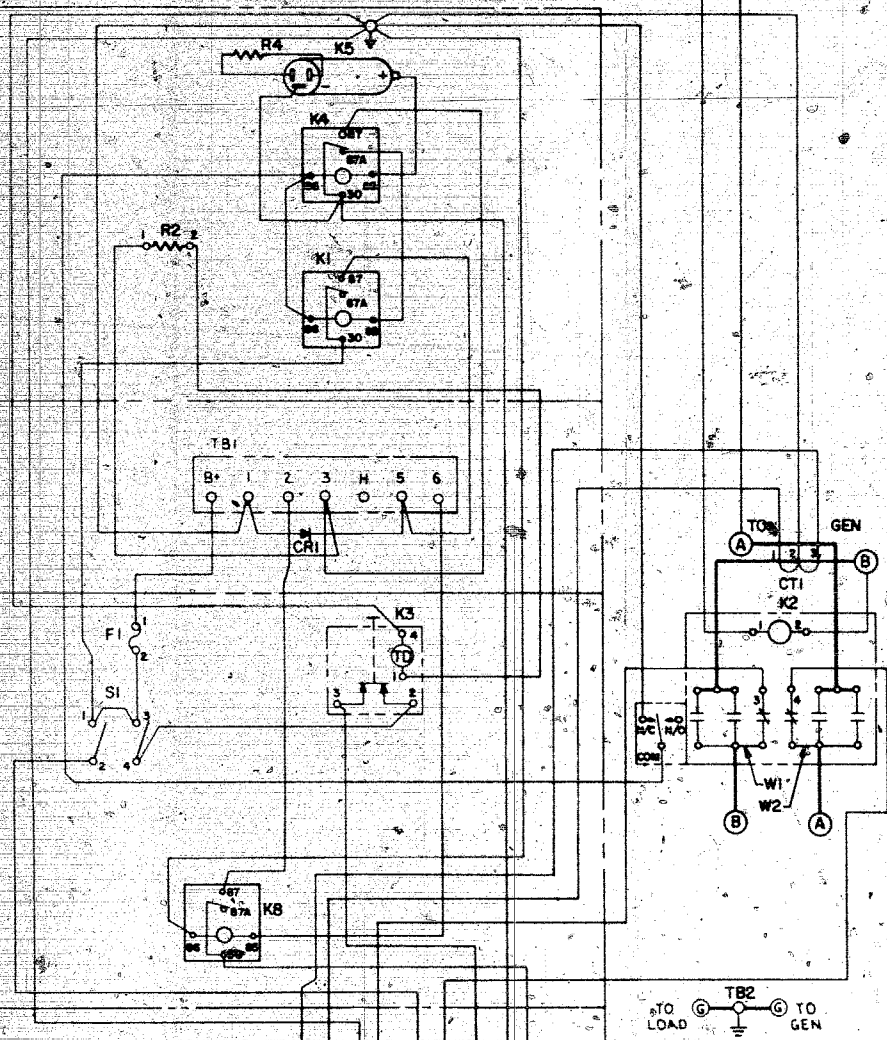 R4
K5
+
K4
87
87A
86
85
30
1 R2 2
K1
87
87A
86
85
30
TB1
B+ 1 2 3 H 5 6
CR1
TO
GEN
A
1 2 3
B
CT1
K2
1 2
F1
1
2
K3
4
TD
1
3
2
S1
1
3
2
4
3
4
N/C
N/O
COM
W1
W2
B
A
87
87A
K8
86
85
30
TB2
TO LOAD G
G TO GEN